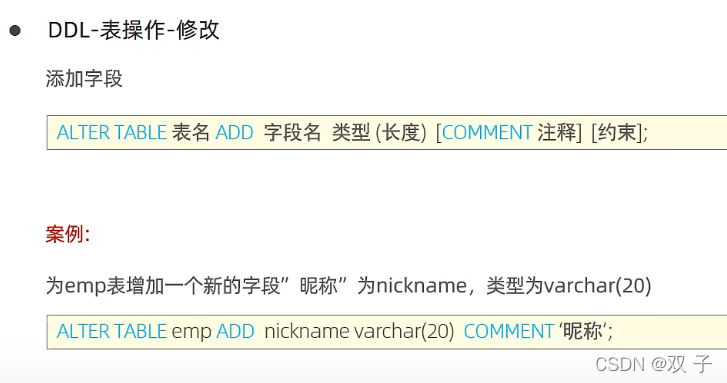 DDL-表操作-修改
添加字段
ALTER TABLE 表名 ADD 字段名 类型 (长度) [COMMENT 注释] [约束];
案例:
为emp表增加一个新的字段”昵称”为nickname，类型为varchar(20)
ALTER TABLE emp ADD nickname varchar(20) COMMENT ‘昵称‘;
CSDN @双 子